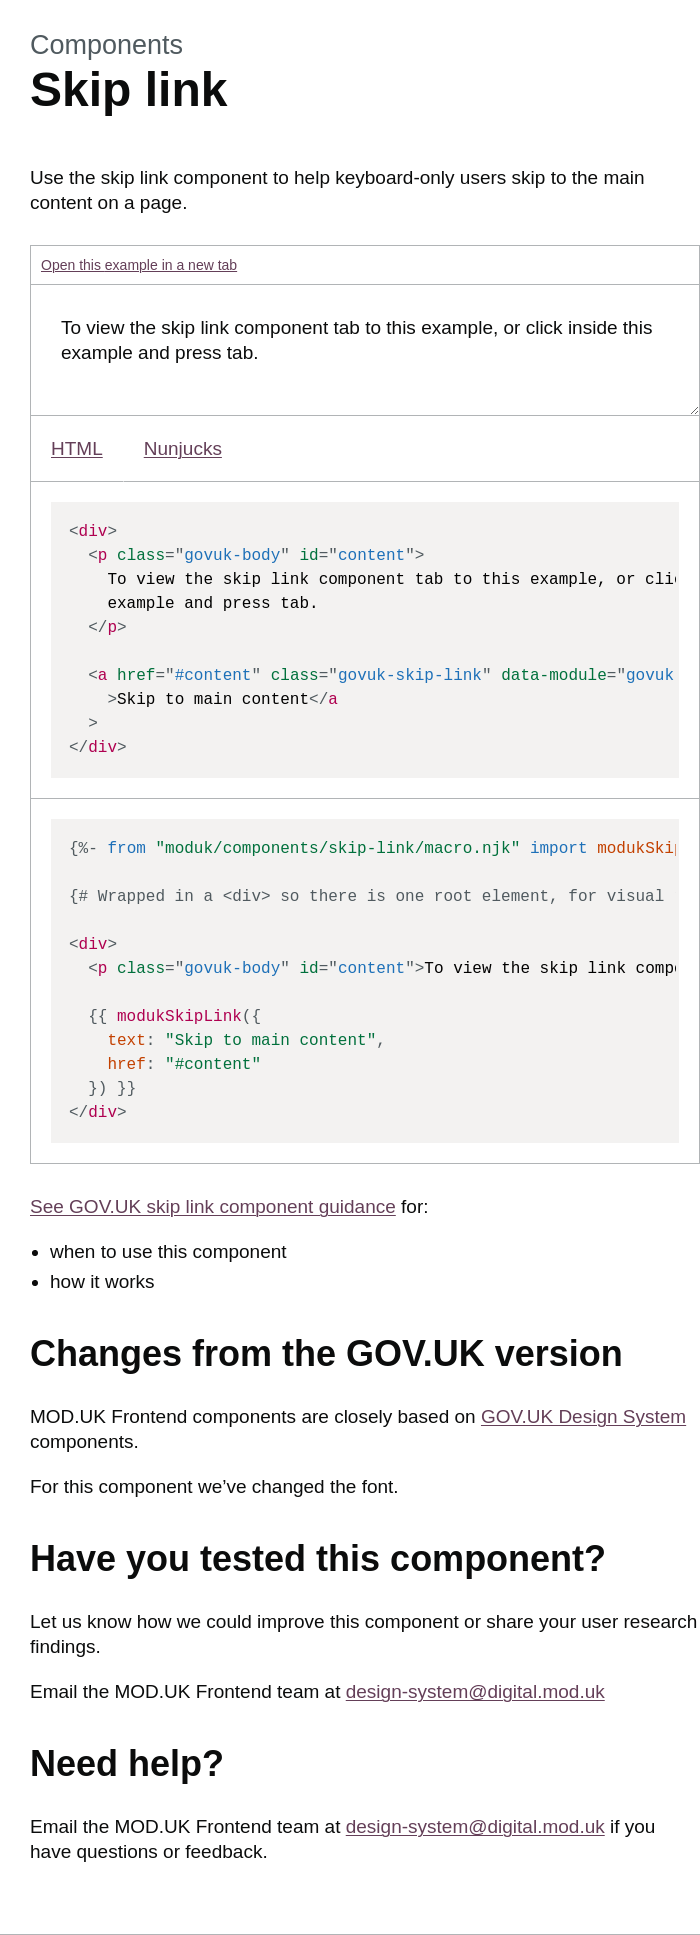 Components
Skip link
Use the skip link component to help keyboard-only users skip to the main
content on a page.
Open this example in a new tab
To view the skip link component tab to this example, or click inside this
example and press tab.
HTML Nunjucks
<div>
  <p class="govuk-body" id="content">
    To view the skip link component tab to this example, or clic
    example and press tab.
  </p>
  <a href="#content" class="govuk-skip-link" data-module="govuk
    >Skip to main content</a
  >
</div>
{%- from "moduk/components/skip-link/macro.njk" import modukSkip
{# Wrapped in a <div> so there is one root element, for visual
<div>
  <p class="govuk-body" id="content">To view the skip link compo
  {{ modukSkipLink({
    text: "Skip to main content",
    href: "#content"
  }) }}
</div>
See GOV.UK skip link component guidance for:
• when to use this component
• how it works
Changes from the GOV.UK version
MOD.UK Frontend components are closely based on GOV.UK Design System
components.
For this component we’ve changed the font.
Have you tested this component?
Let us know how we could improve this component or share your user research
findings.
Email the MOD.UK Frontend team at design-system@digital.mod.uk
Need help?
Email the MOD.UK Frontend team at design-system@digital.mod.uk if you
have questions or feedback.